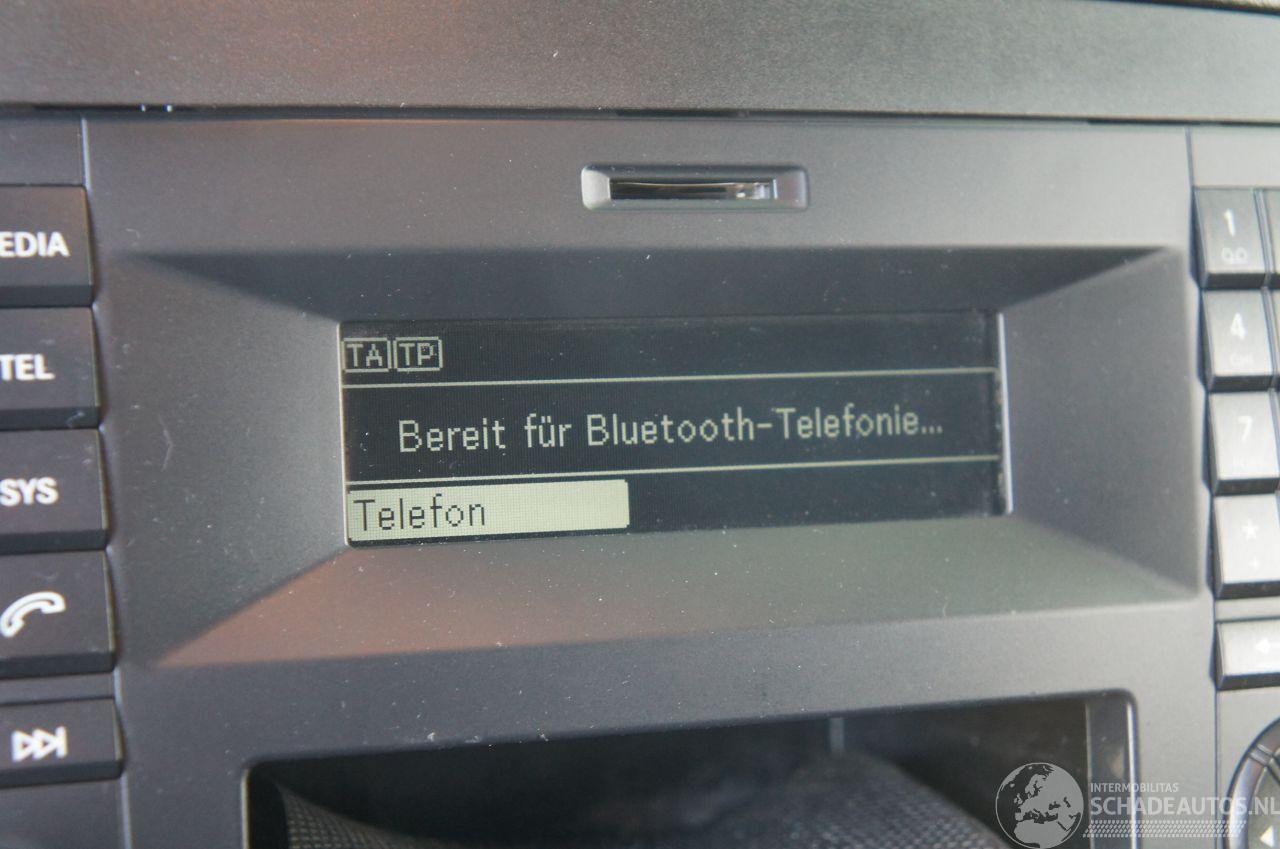 EDIA
1
TEL
TA TP
4
Bereit für Bluetooth-Telefonie...
7
SYS
Telefon
*
INTERMOBILITAS
SCHADEAUTOS.NL